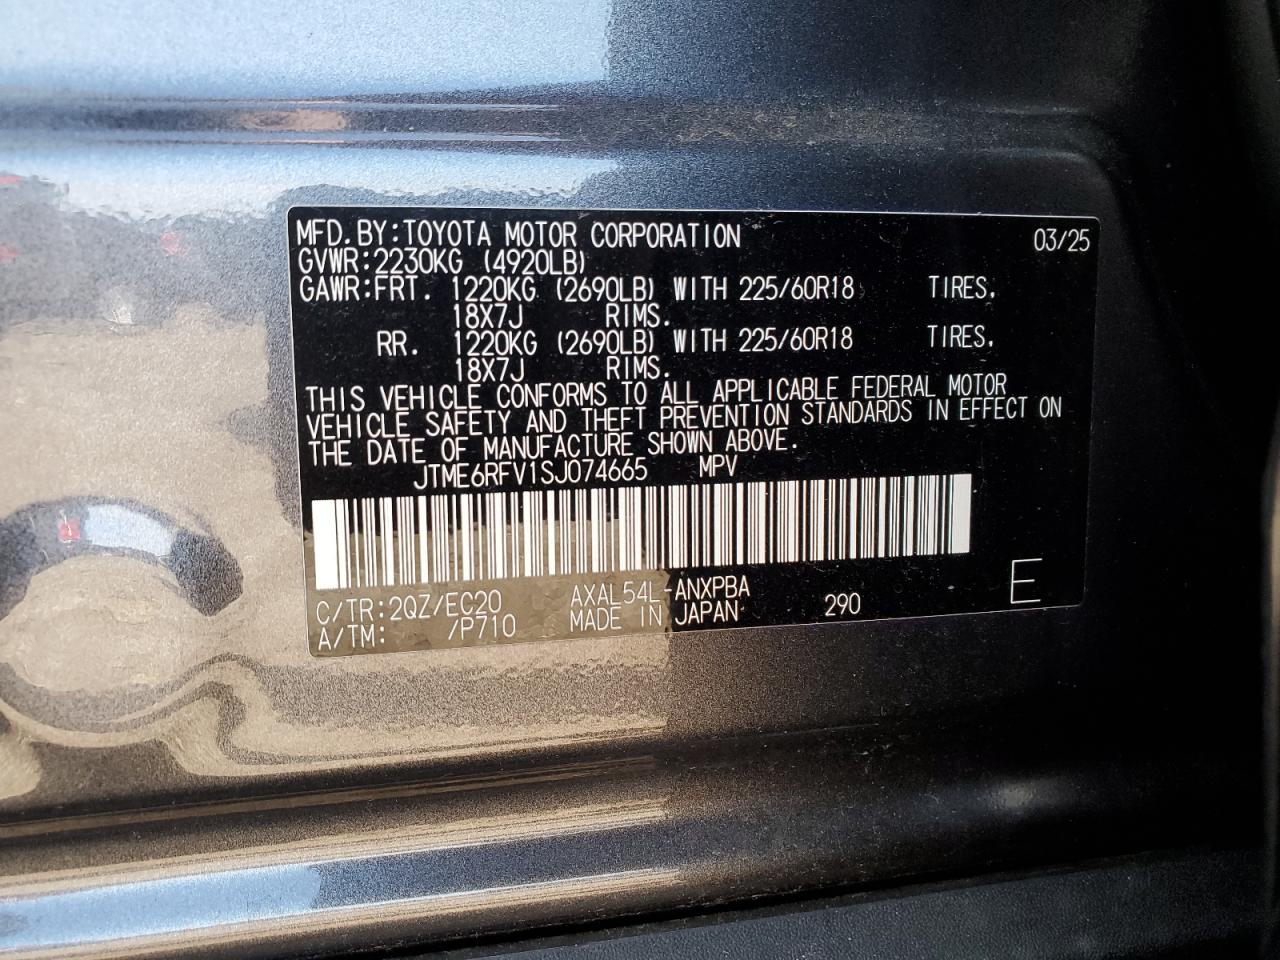 MFD.BY:TOYOTA MOTOR CORPORATION 03/25
GVWR:2230KG (4920LB)
GAWR:FRT. 1220KG (2690LB) WITH 225/60R18 TIRES.
18X7J RIMS.
RR. 1220KG (2690LB) WITH 225/60R18 TIRES.
18X7J RIMS.
THIS VEHICLE CONFORMS TO ALL APPLICABLE FEDERAL MOTOR
VEHICLE SAFETY AND THEFT PREVENTION STANDARDS IN EFFECT ON
THE DATE OF MANUFACTURE SHOWN ABOVE.
JTME6RFV1SJ074665 MPV
C/TR:2QZ/EC20 AXAL54L-ANXPBA
A/TM: /P710 MADE IN JAPAN 290 E